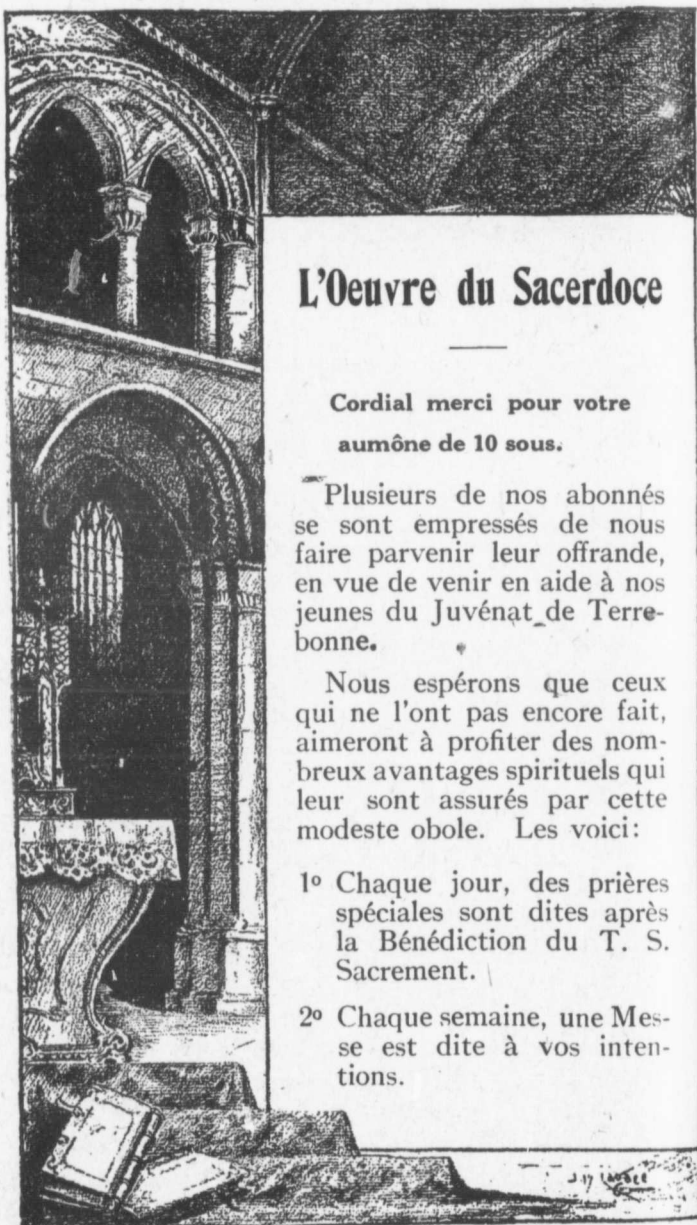 L'Oeuvre du Sacerdoce
Cordial merci pour votre
aumône de 10 sous.
Plusieurs de nos abonnés
se sont empressés de nous
faire parvenir leur offrande,
en vue de venir en aide à nos
jeunes du Juvénat de Terre-
bonne.
Nous espérons que ceux
qui ne l'ont pas encore fait,
aimeront à profiter des nom-
breux avantages spirituels qui
leur sont assurés par cette
modeste obole. Les voici:
1º Chaque jour, des prières
spéciales sont dites après
la Bénédiction du T. S.
Sacrement.
2º Chaque semaine, une Mes-
se est dite à vos inten-
tions.